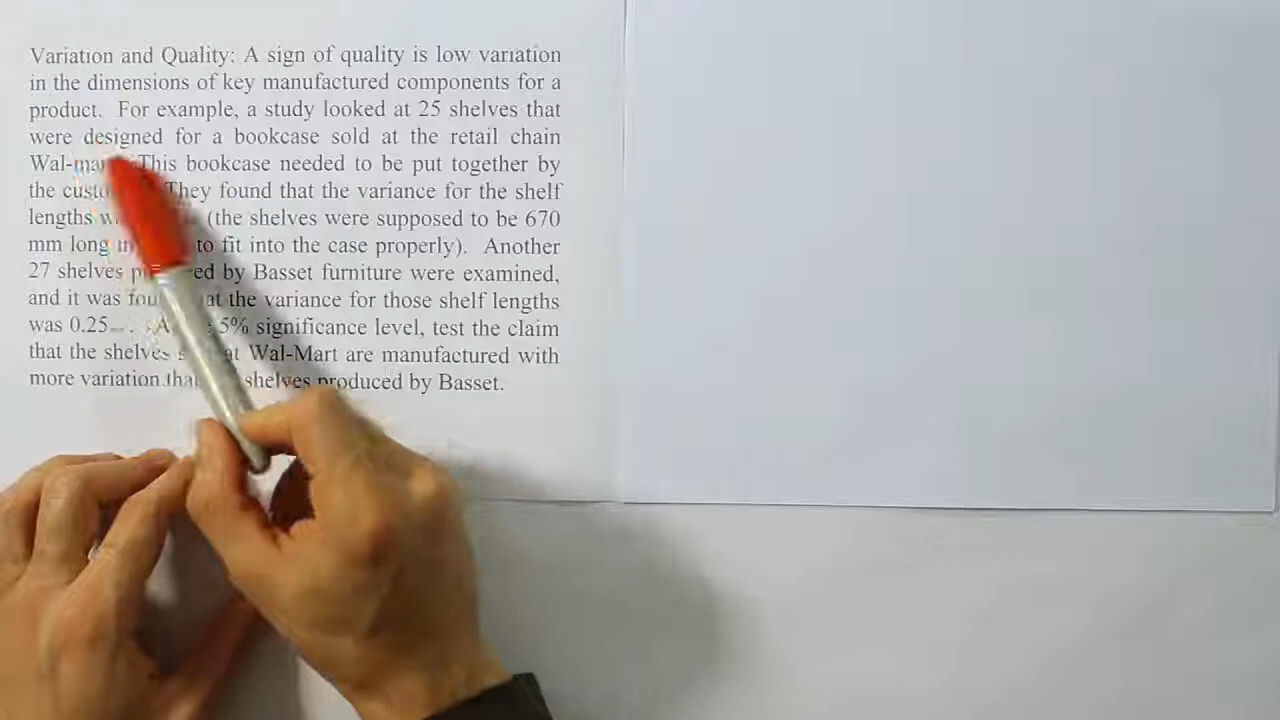 Variation and Quality: A sign of quality is low variation
in the dimensions of key manufactured components for a
product. For example, a study looked at 25 shelves that
were designed for a bookcase sold at the retail chain
This bookcase needed to be put together by
the They found that the variance for the shelf
lengths (the shelves were supposed to be 670
mm long to fit into the case properly). Another
27 shelves by Basset furniture were examined,
and it was the variance for those shelf lengths
was 5% significance level, test the claim
that the shelves at Wal-Mart are manufactured with
more variation shelves produced by Basset.